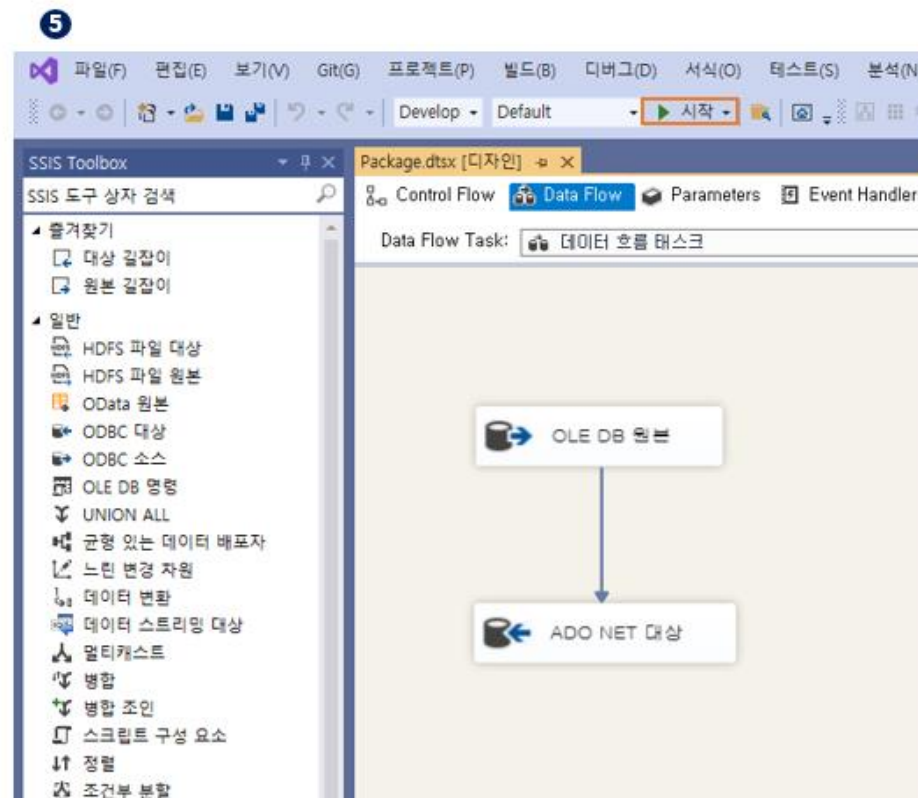 5
파일(F) 편집(E) 보기(V) Git(G) 프로젝트(P) 빌드(B) 디버그(D) 서식(O) 테스트(S) 분석(N
Develop Default 시작
SSIS Toolbox
Package.dtsx [디자인]
SSIS 도구 상자 검색
Control Flow Data Flow Parameters Event Handler
Data Flow Task: 데이터 흐름 태스크
즐겨찾기
대상 길잡이
원본 길잡이
일반
HDFS 파일 대상
HDFS 파일 원본
OData 원본
ODBC 대상
ODBC 소스
OLE DB 명령
UNION ALL
균형 있는 데이터 배포자
느린 변경 차원
데이터 변환
데이터 스트리밍 대상
멀티캐스트
병합
병합 조인
스크립트 구성 요소
정렬
조건부 분할
OLE DB 원본
ADO NET 대상